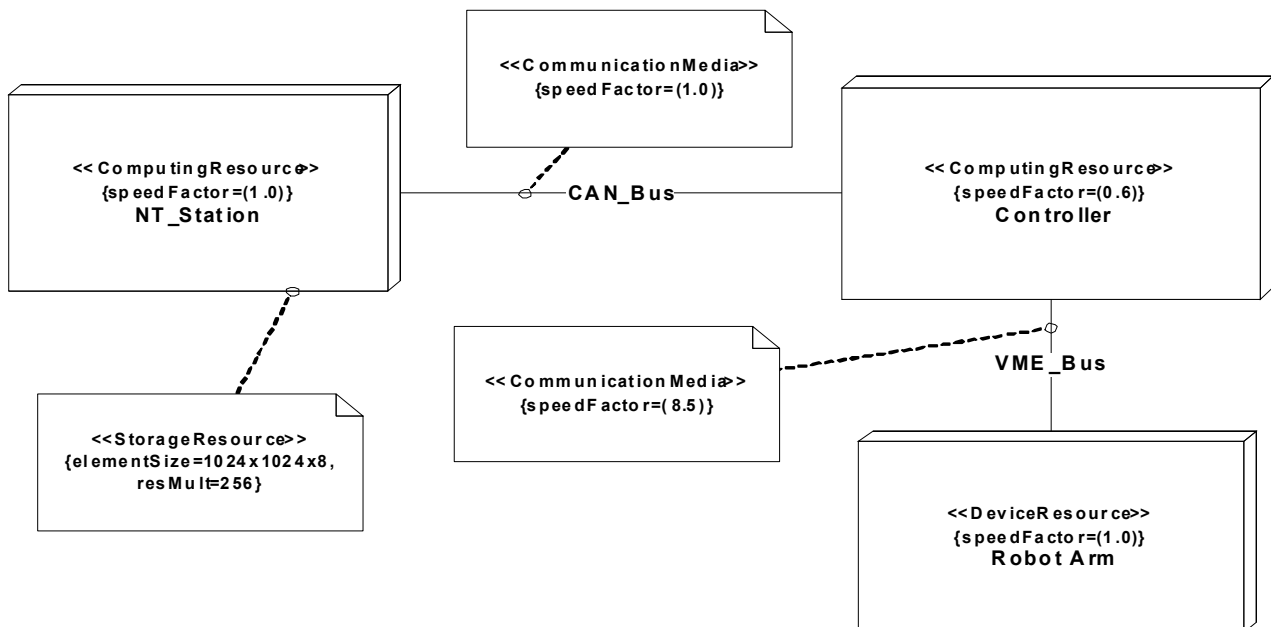 <<CommunicationMedia>>
{speedFactor=(1.0)}
<<ComputingResource>>
{speedFactor=(1.0)}
NT_Station
CAN_Bus
<<ComputingResource>>
{speedFactor=(0.6)}
Controller
<<CommunicationMedia>>
{speedFactor=(8.5)}
VME_Bus
<<StorageResource>>
{elementSize=1024x1024x8,
resMult=256}
<<DeviceResource>>
{speedFactor=(1.0)}
Robot Arm